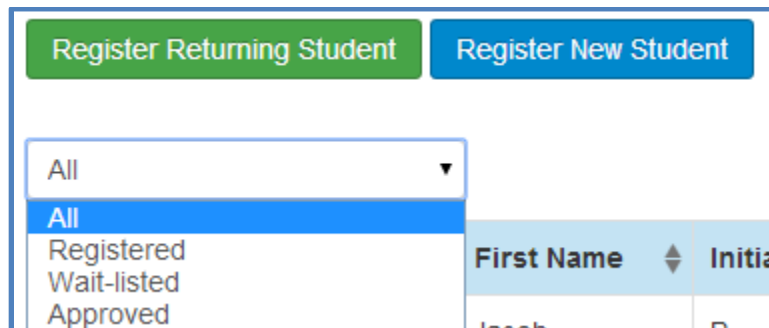 Register Returning Student Register New Student
All
All
Registered
First Name
Wait-listed
Approved